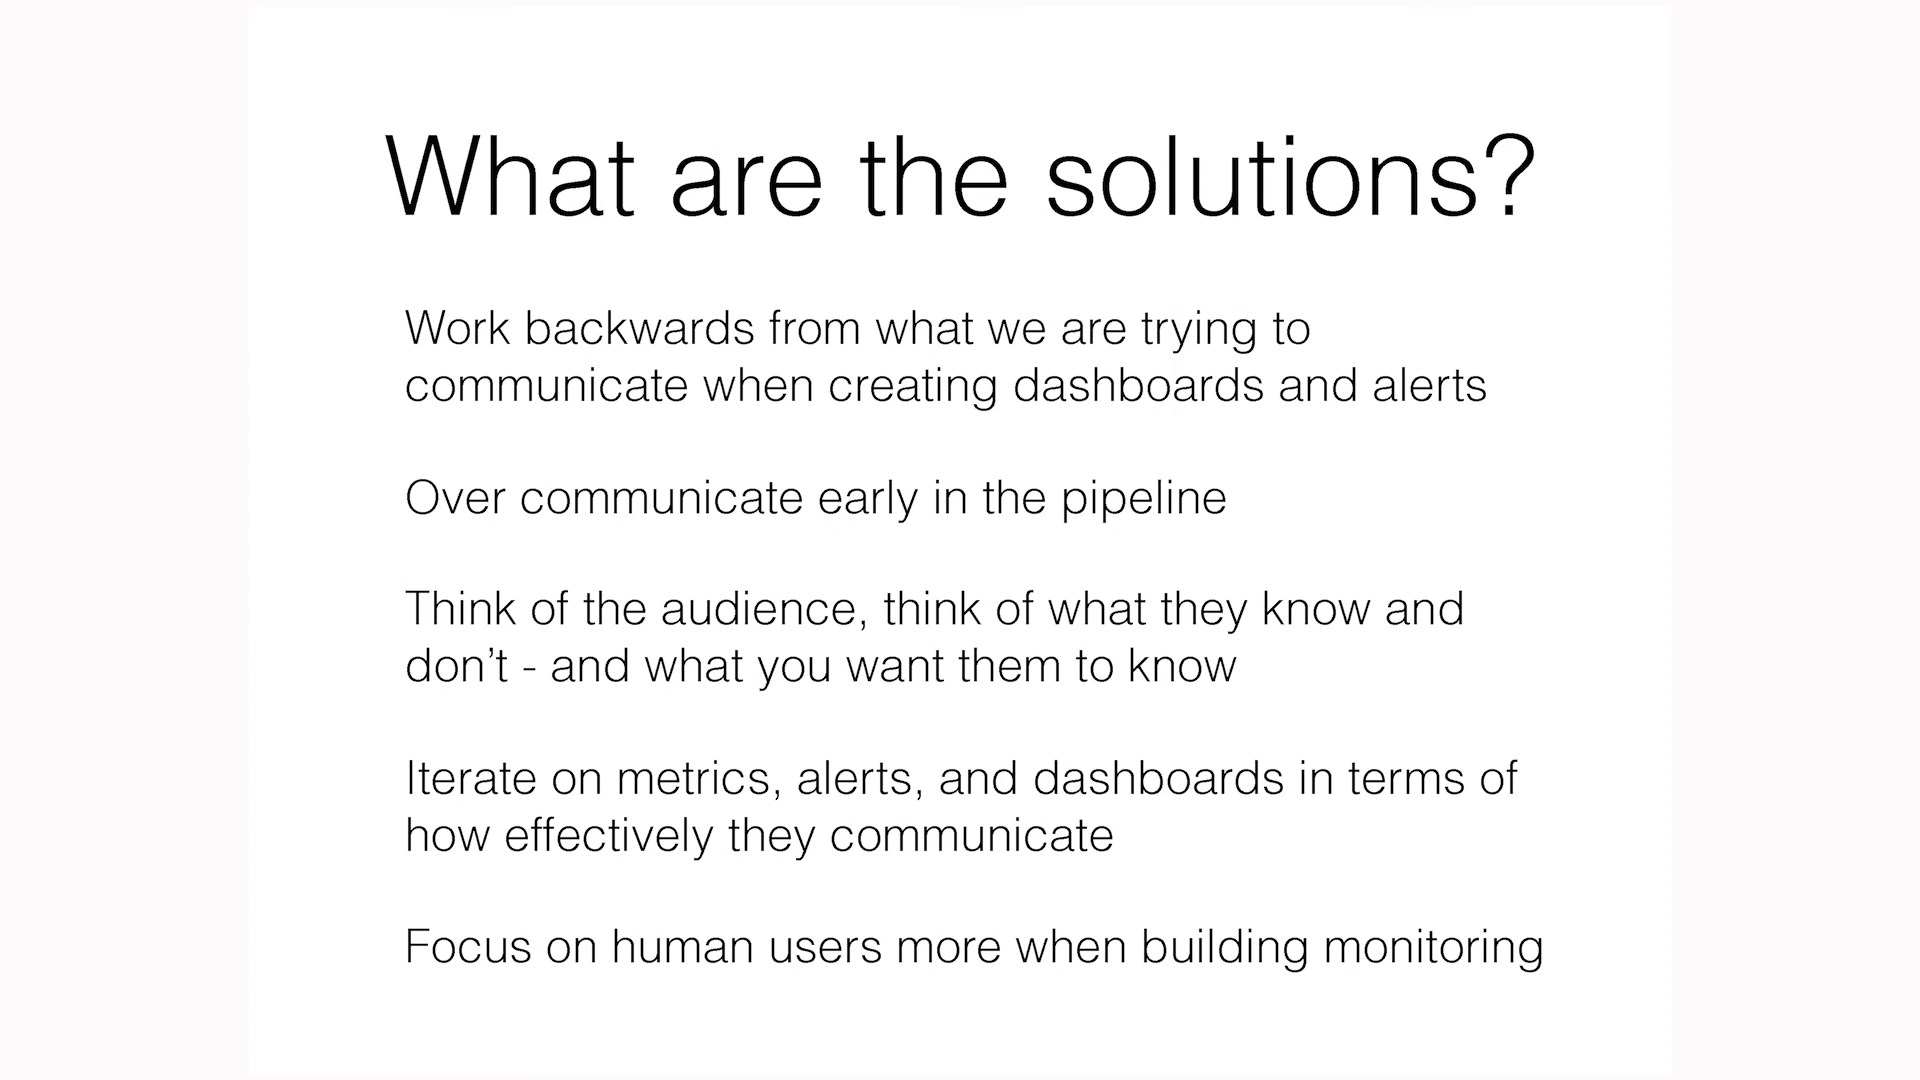 What are the solutions?
Work backwards from what we are trying to
communicate when creating dashboards and alerts
Over communicate early in the pipeline
Think of the audience, think of what they know and
don’t - and what you want them to know
Iterate on metrics, alerts, and dashboards in terms of
how effectively they communicate
Focus on human users more when building monitoring